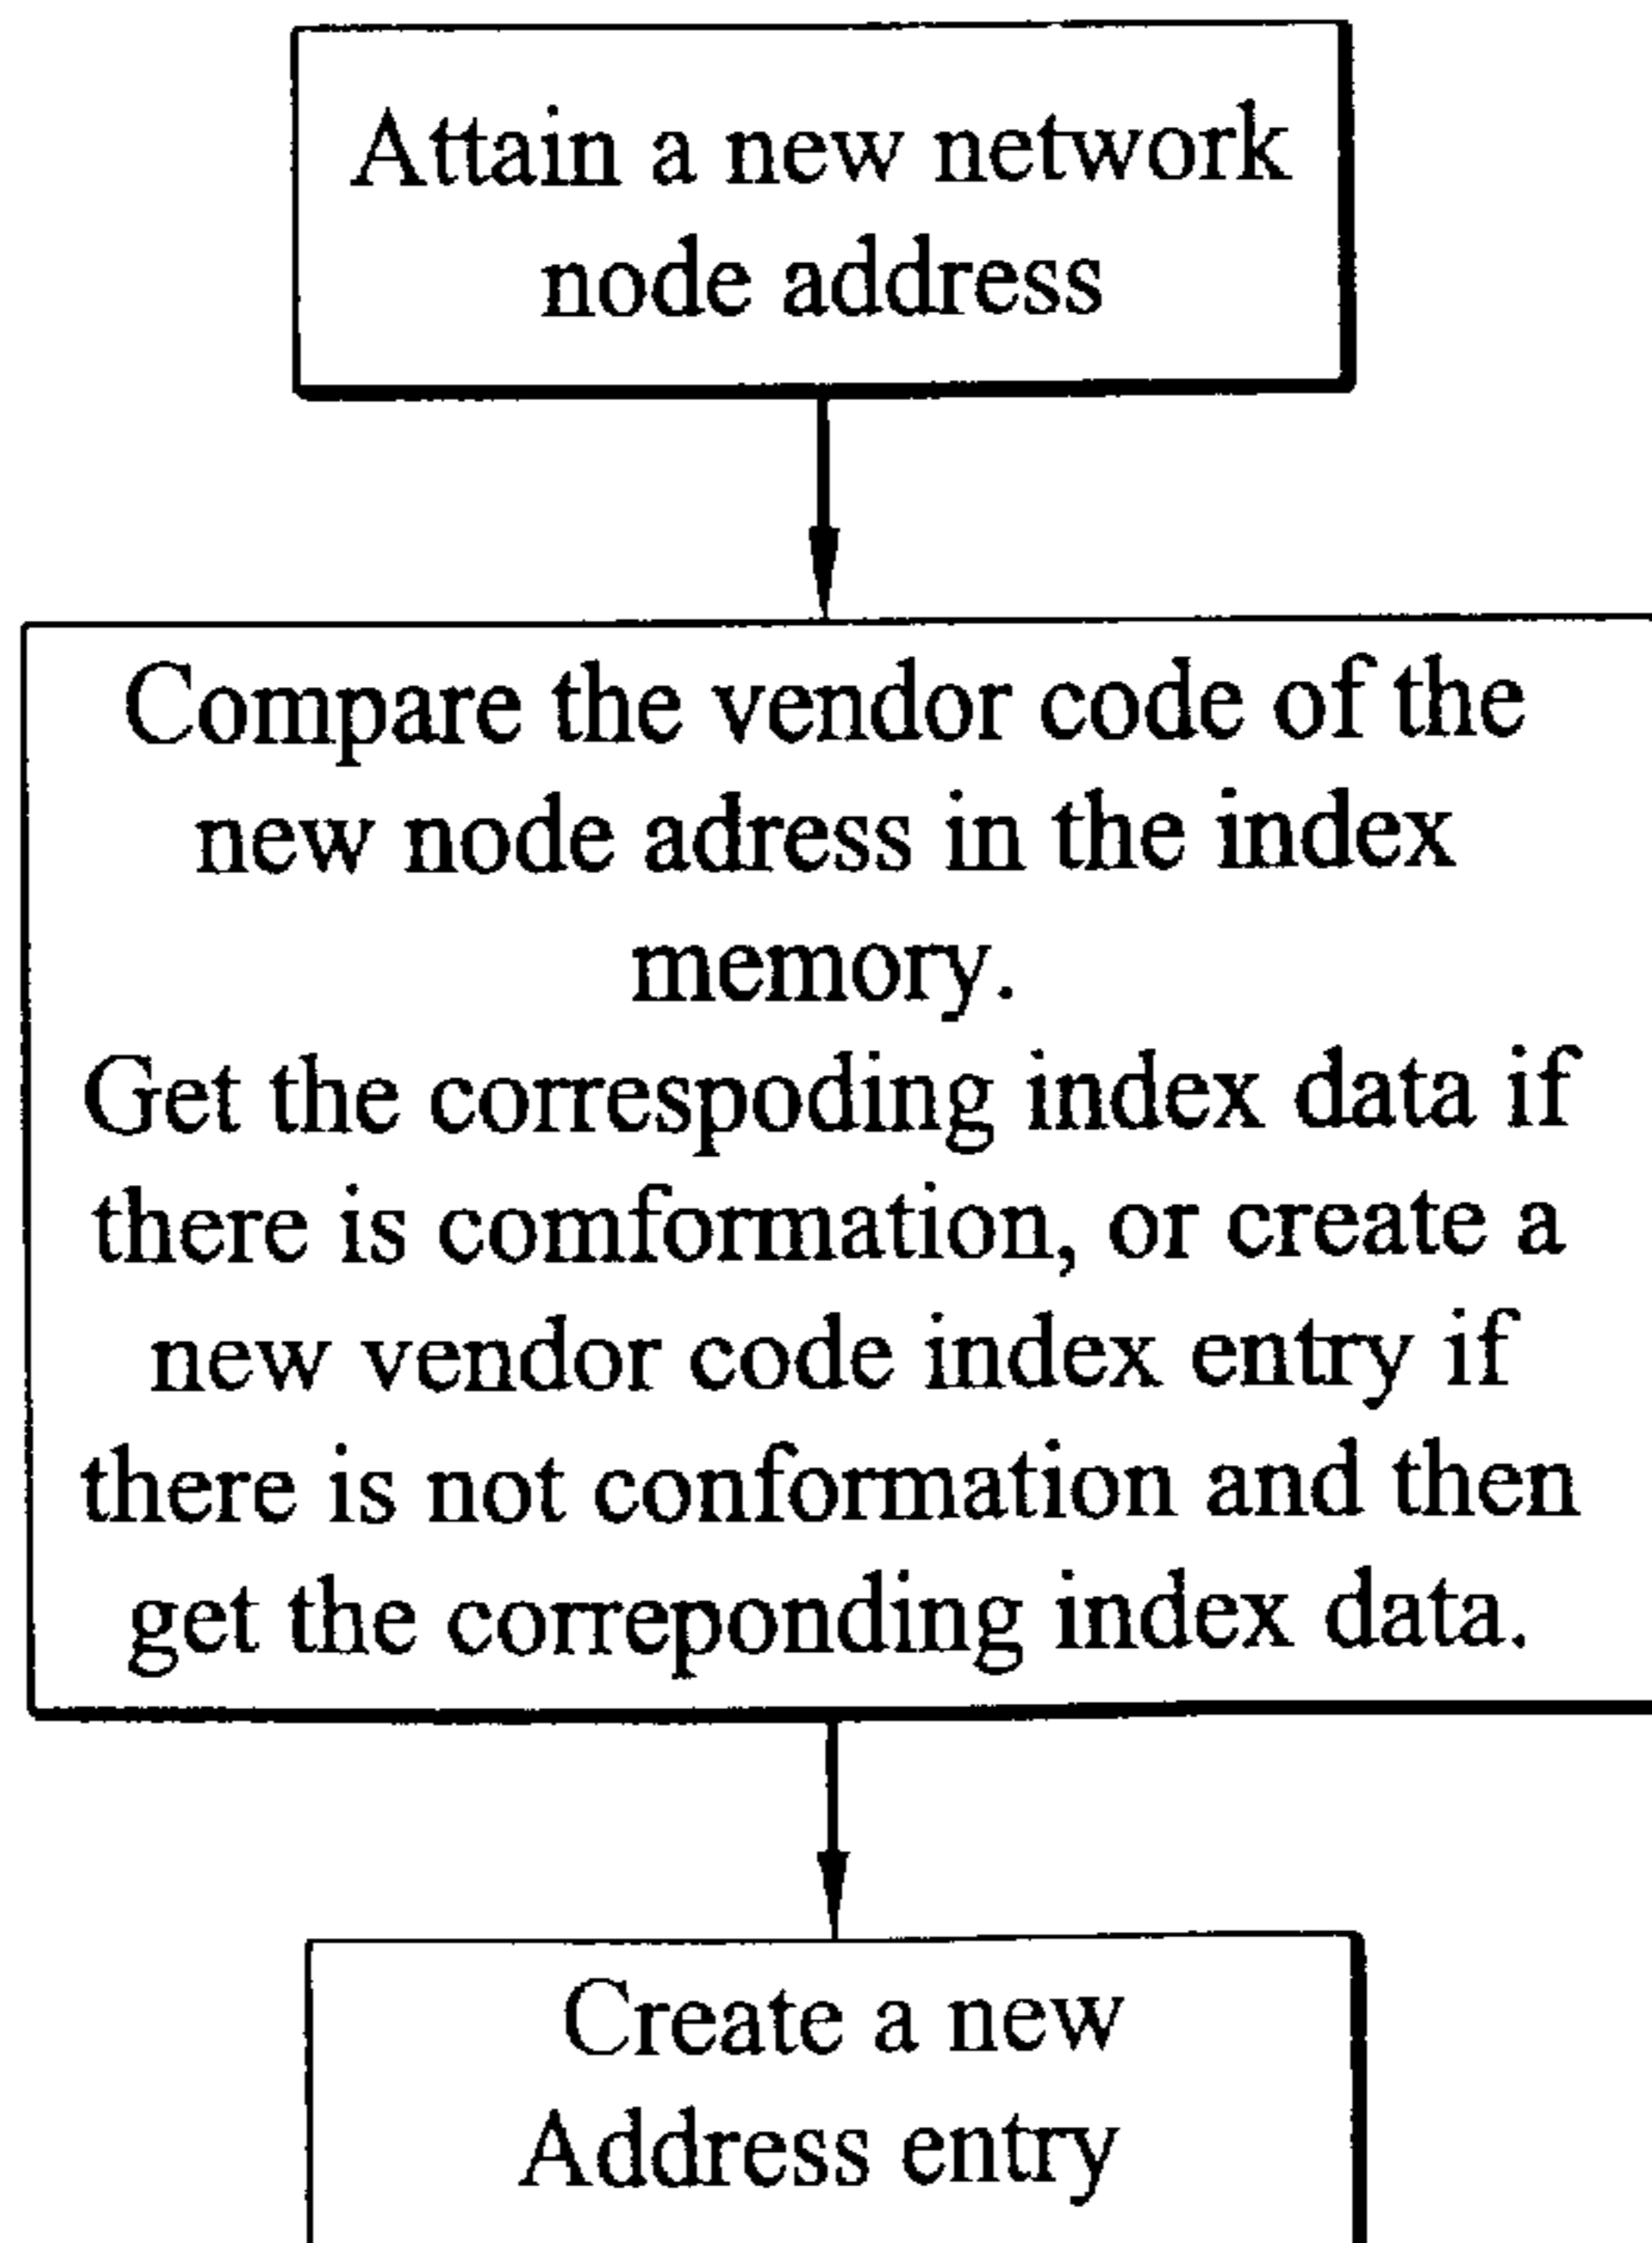 Attain a new network
node address
Compare the vendor code of the
new node adress in the index
memory.
Get the correspoding index data if
there is comformation, or create a
new vendor code index entry if
there is not conformation and then
get the correponding index data.
Create a new
Address entry